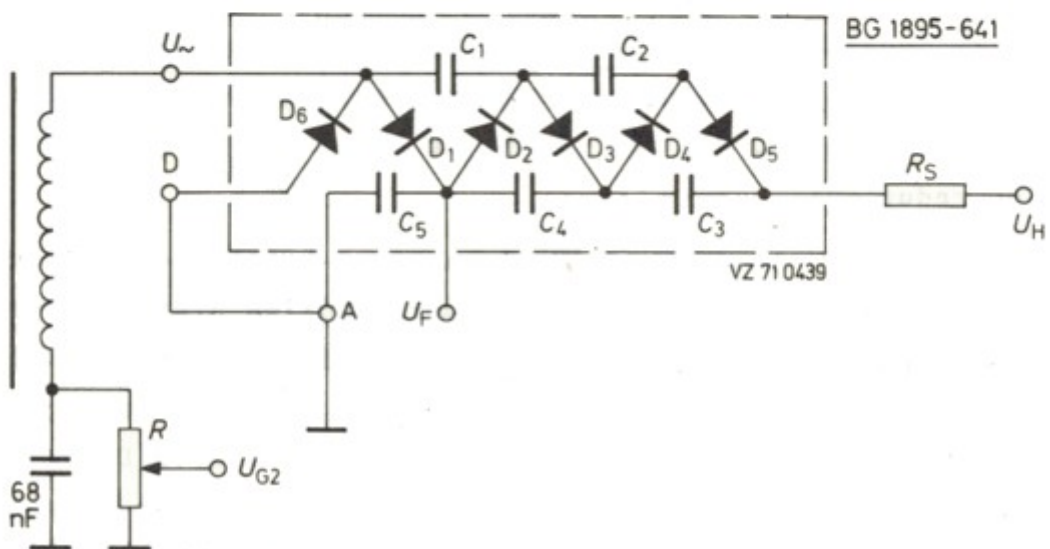 BG 1895-641
U~
C1
C2
D6
D1
D2
D3
D4
D5
D
C5
C4
C3
RS
UH
VZ 71 0439
A
UF
R
UG2
68
nF